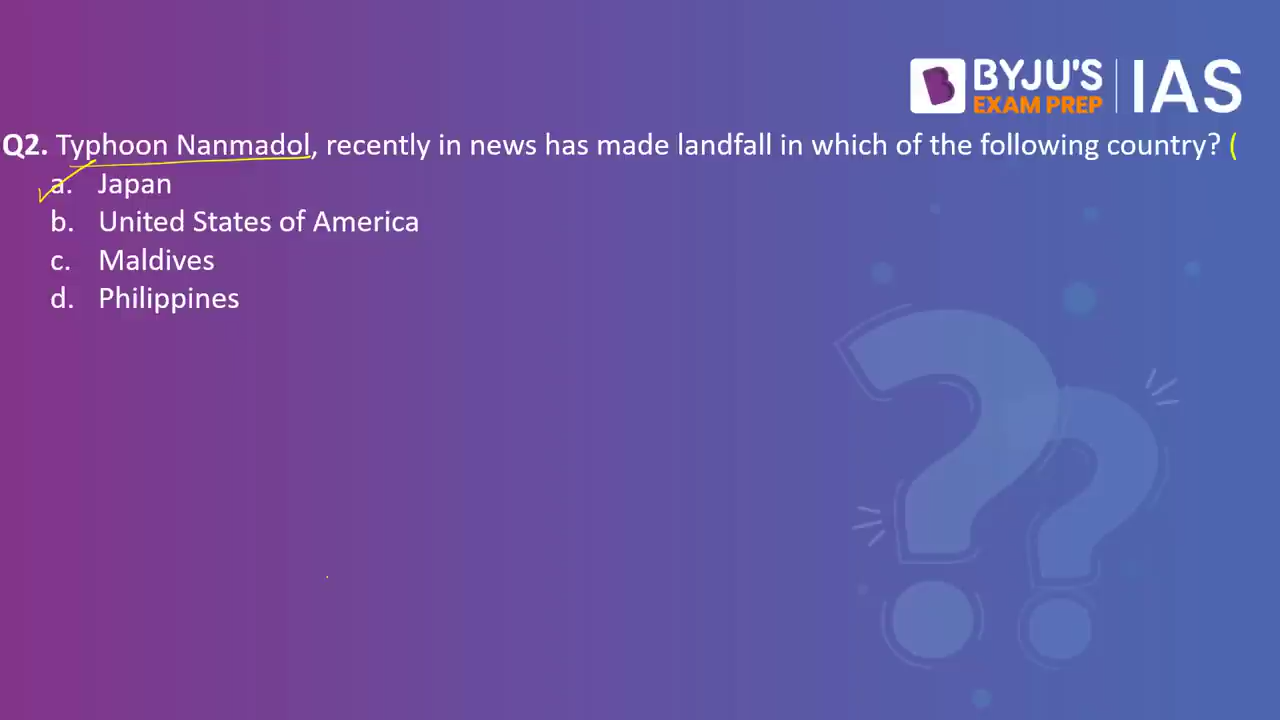 BYJU'S
EXAM PREP
IAS
Q2. Typhoon Nanmadol, recently in news has made landfall in which of the following country? (
a. Japan
b. United States of America
c. Maldives
d. Philippines